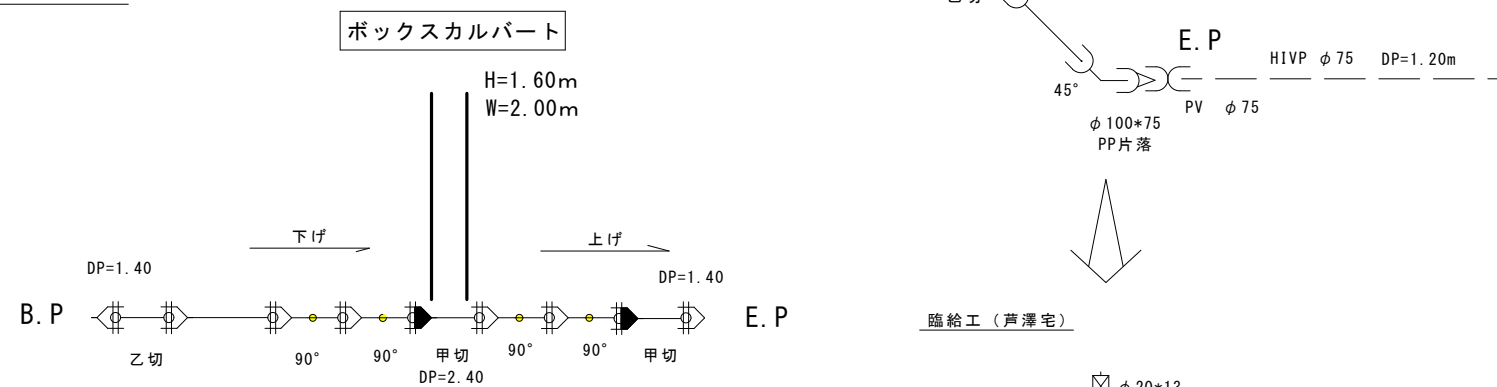 ボックスカルバート
H=1.60m
W=2.00m
下げ
上げ
DP=1.40
DP=1.40
B.P
E.P
乙切
90°
90°
甲切
90°
90°
甲切
DP=2.40
E.P
HIVP φ75 DP=1.20m
45°
PV φ75
φ100*75
PP片落
臨給工(芦澤宅)